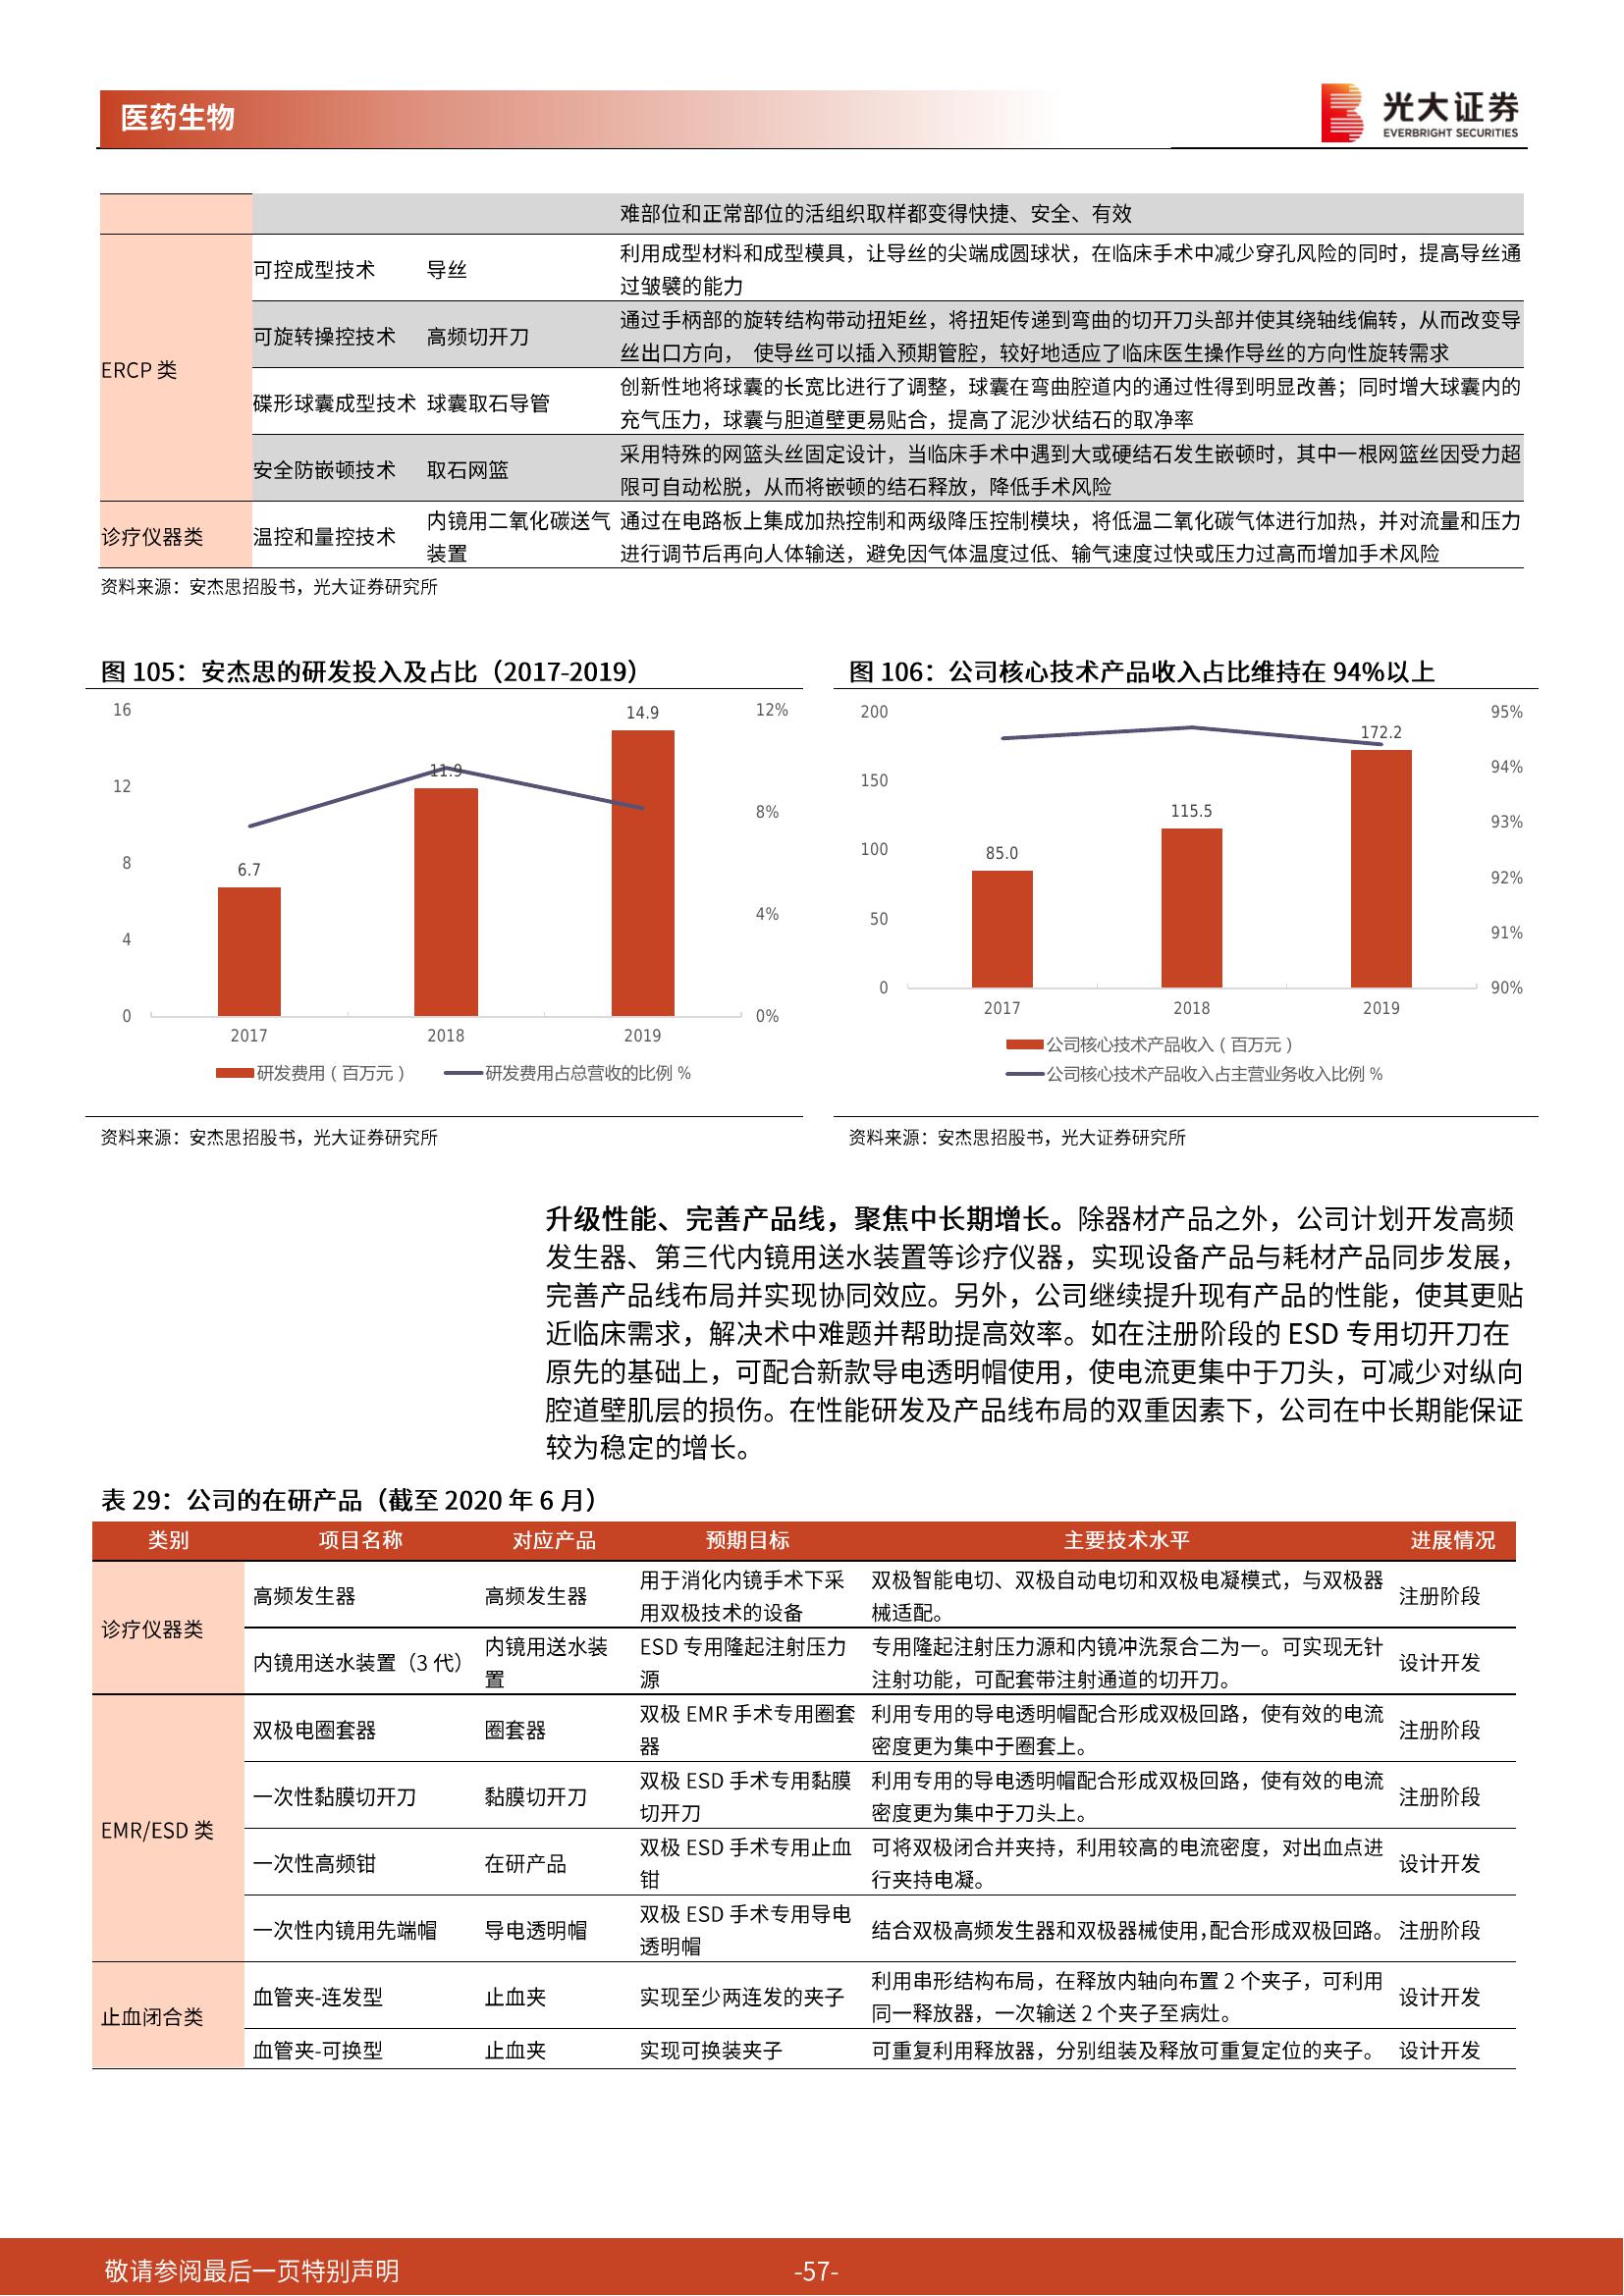 医药生物
光大证券
EVERBRIGHT SECURITIES
难部位和正常部位的活组织取样都变得快捷、安全、有效
ERCP 类
可控成型技术
导丝
利用成型材料和成型模具，让导丝的尖端成圆球状，在临床手术中减少穿孔风险的同时，提高导丝通
过皱襞的能力
可旋转操控技术
高频切开刀
通过手柄部的旋转结构带动扭矩丝，将扭矩传递到弯曲的切开刀头部并使其绕轴线偏转，从而改变导
丝出口方向， 使导丝可以插入预期管腔，较好地适应了临床医生操作导丝的方向性旋转需求
碟形球囊成型技术
球囊取石导管
创新性地将球囊的长宽比进行了调整，球囊在弯曲腔道内的通过性得到明显改善；同时增大球囊内的
充气压力，球囊与胆道壁更易贴合，提高了泥沙状结石的取净率
安全防嵌顿技术
取石网篮
采用特殊的网篮头丝固定设计，当临床手术中遇到大或硬结石发生嵌顿时，其中一根网篮丝因受力超
限可自动松脱，从而将嵌顿的结石释放，降低手术风险
诊疗仪器类
温控和量控技术
内镜用二氧化碳送气
装置
通过在电路板上集成加热控制和两级降压控制模块，将低温二氧化碳气体进行加热，并对流量和压力
进行调节后再向人体输送，避免因气体温度过低、输气速度过快或压力过高而增加手术风险
资料来源：安杰思招股书，光大证券研究所
图 105：安杰思的研发投入及占比（2017-2019）
16
12
8
4
0
12%
8%
4%
0%
6.7
11.9
14.9
2017
2018
2019
研发费用（百万元）
研发费用占总营收的比例 %
资料来源：安杰思招股书，光大证券研究所
图 106：公司核心技术产品收入占比维持在 94%以上
200
150
100
50
0
95%
94%
93%
92%
91%
90%
85.0
115.5
172.2
2017
2018
2019
公司核心技术产品收入（百万元）
公司核心技术产品收入占主营业务收入比例 %
资料来源：安杰思招股书，光大证券研究所
升级性能、完善产品线，聚焦中长期增长。除器材产品之外，公司计划开发高频
发生器、第三代内镜用送水装置等诊疗仪器，实现设备产品与耗材产品同步发展，
完善产品线布局并实现协同效应。另外，公司继续提升现有产品的性能，使其更贴
近临床需求，解决术中难题并帮助提高效率。如在注册阶段的 ESD 专用切开刀在
原先的基础上，可配合新款导电透明帽使用，使电流更集中于刀头，可减少对纵向
腔道壁肌层的损伤。在性能研发及产品线布局的双重因素下，公司在中长期能保证
较为稳定的增长。
表 29：公司的在研产品（截至 2020 年 6 月）
类别 项目名称 对应产品 预期目标 主要技术水平 进展情况
诊疗仪器类
高频发生器
高频发生器
用于消化内镜手术下采
用双极技术的设备
双极智能电切、双极自动电切和双极电凝模式，与双极器
械适配。
注册阶段
内镜用送水装置（3 代）
内镜用送水装
置
ESD 专用隆起注射压力
源
专用隆起注射压力源和内镜冲洗泵合二为一。可实现无针
注射功能，可配套带注射通道的切开刀。
设计开发
EMR/ESD 类
双极电圈套器
圈套器
双极 EMR 手术专用圈套
器
利用专用的导电透明帽配合形成双极回路，使有效的电流
密度更为集中于圈套上。
注册阶段
一次性黏膜切开刀
黏膜切开刀
双极 ESD 手术专用黏膜
切开刀
利用专用的导电透明帽配合形成双极回路，使有效的电流
密度更为集中于刀头上。
注册阶段
一次性高频钳
在研产品
双极 ESD 手术专用止血
钳
可将双极闭合并夹持，利用较高的电流密度，对出血点进
行夹持电凝。
设计开发
一次性内镜用先端帽
导电透明帽
双极 ESD 手术专用导电
透明帽
结合双极高频发生器和双极器械使用,配合形成双极回路。
注册阶段
止血闭合类
血管夹-连发型
止血夹
实现至少两连发的夹子
利用串形结构布局，在释放内轴向布置 2 个夹子，可利用
同一释放器，一次输送 2 个夹子至病灶。
设计开发
血管夹-可换型
止血夹
实现可换装夹子
可重复利用释放器，分别组装及释放可重复定位的夹子。
设计开发
敬请参阅最后一页特别声明
-57-